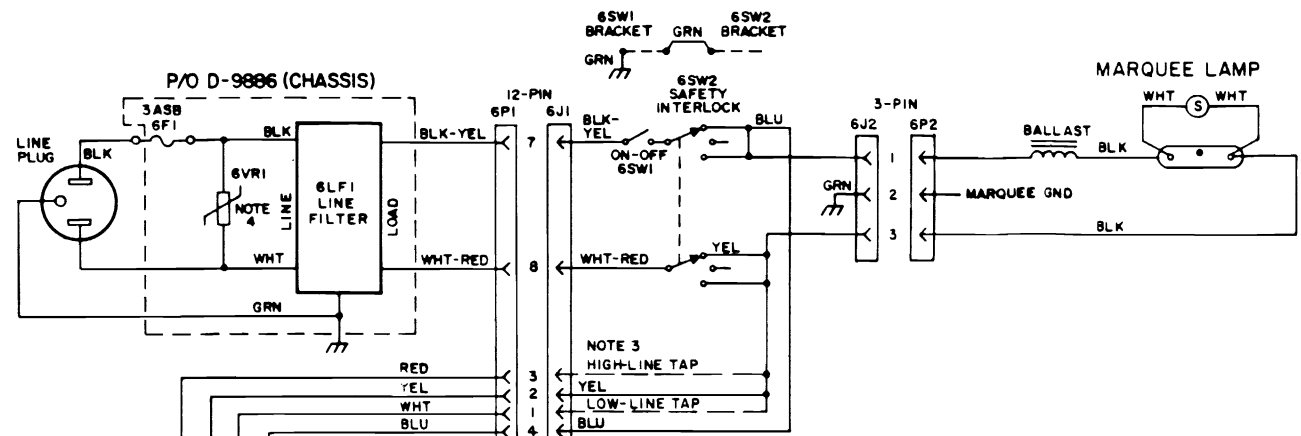 6SW1 BRACKET
GRN
6SW2 BRACKET
GRN
P/O D-9886 (CHASSIS)
3ASB
6F1
LINE PLUG
BLK
BLK
6VR1
NOTE 4
LINE
6LF1 LINE FILTER
LOAD
WHT
GRN
BLK-YEL
WHT-RED
12-PIN
6P1
6J1
7
8
BLK-YEL
ON-OFF 6SW1
6SW2 SAFETY INTERLOCK
BLU
WHT-RED
YEL
3-PIN
6J2
6P2
1
2
3
GRN
MARQUEE LAMP
WHT
S
WHT
BALLAST
BLK
MARQUEE GND
BLK
NOTE 3
HIGH-LINE TAP
YEL
LOW-LINE TAP
BLU
RED
3
YEL
2
WHT
1
BLU
4